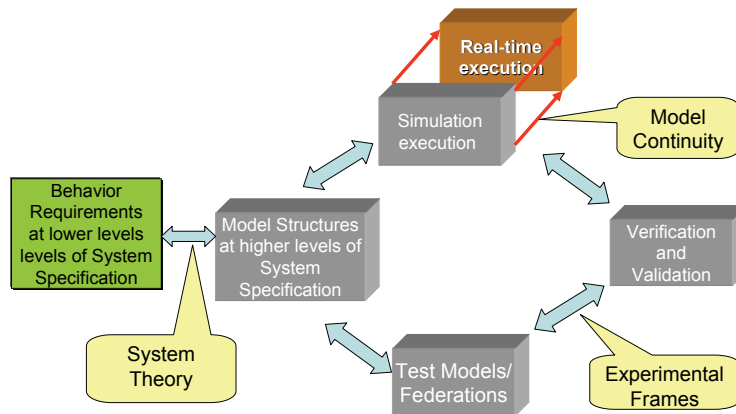 Real-time
execution
Simulation
execution
Model
Continuity
Behavior
Requirements
at lower levels
levels of System
Specification
Model Structures
at higher levels of
System
Specification
Verification
and
Validation
System
Theory
Test Models/
Federations
Experimental
Frames